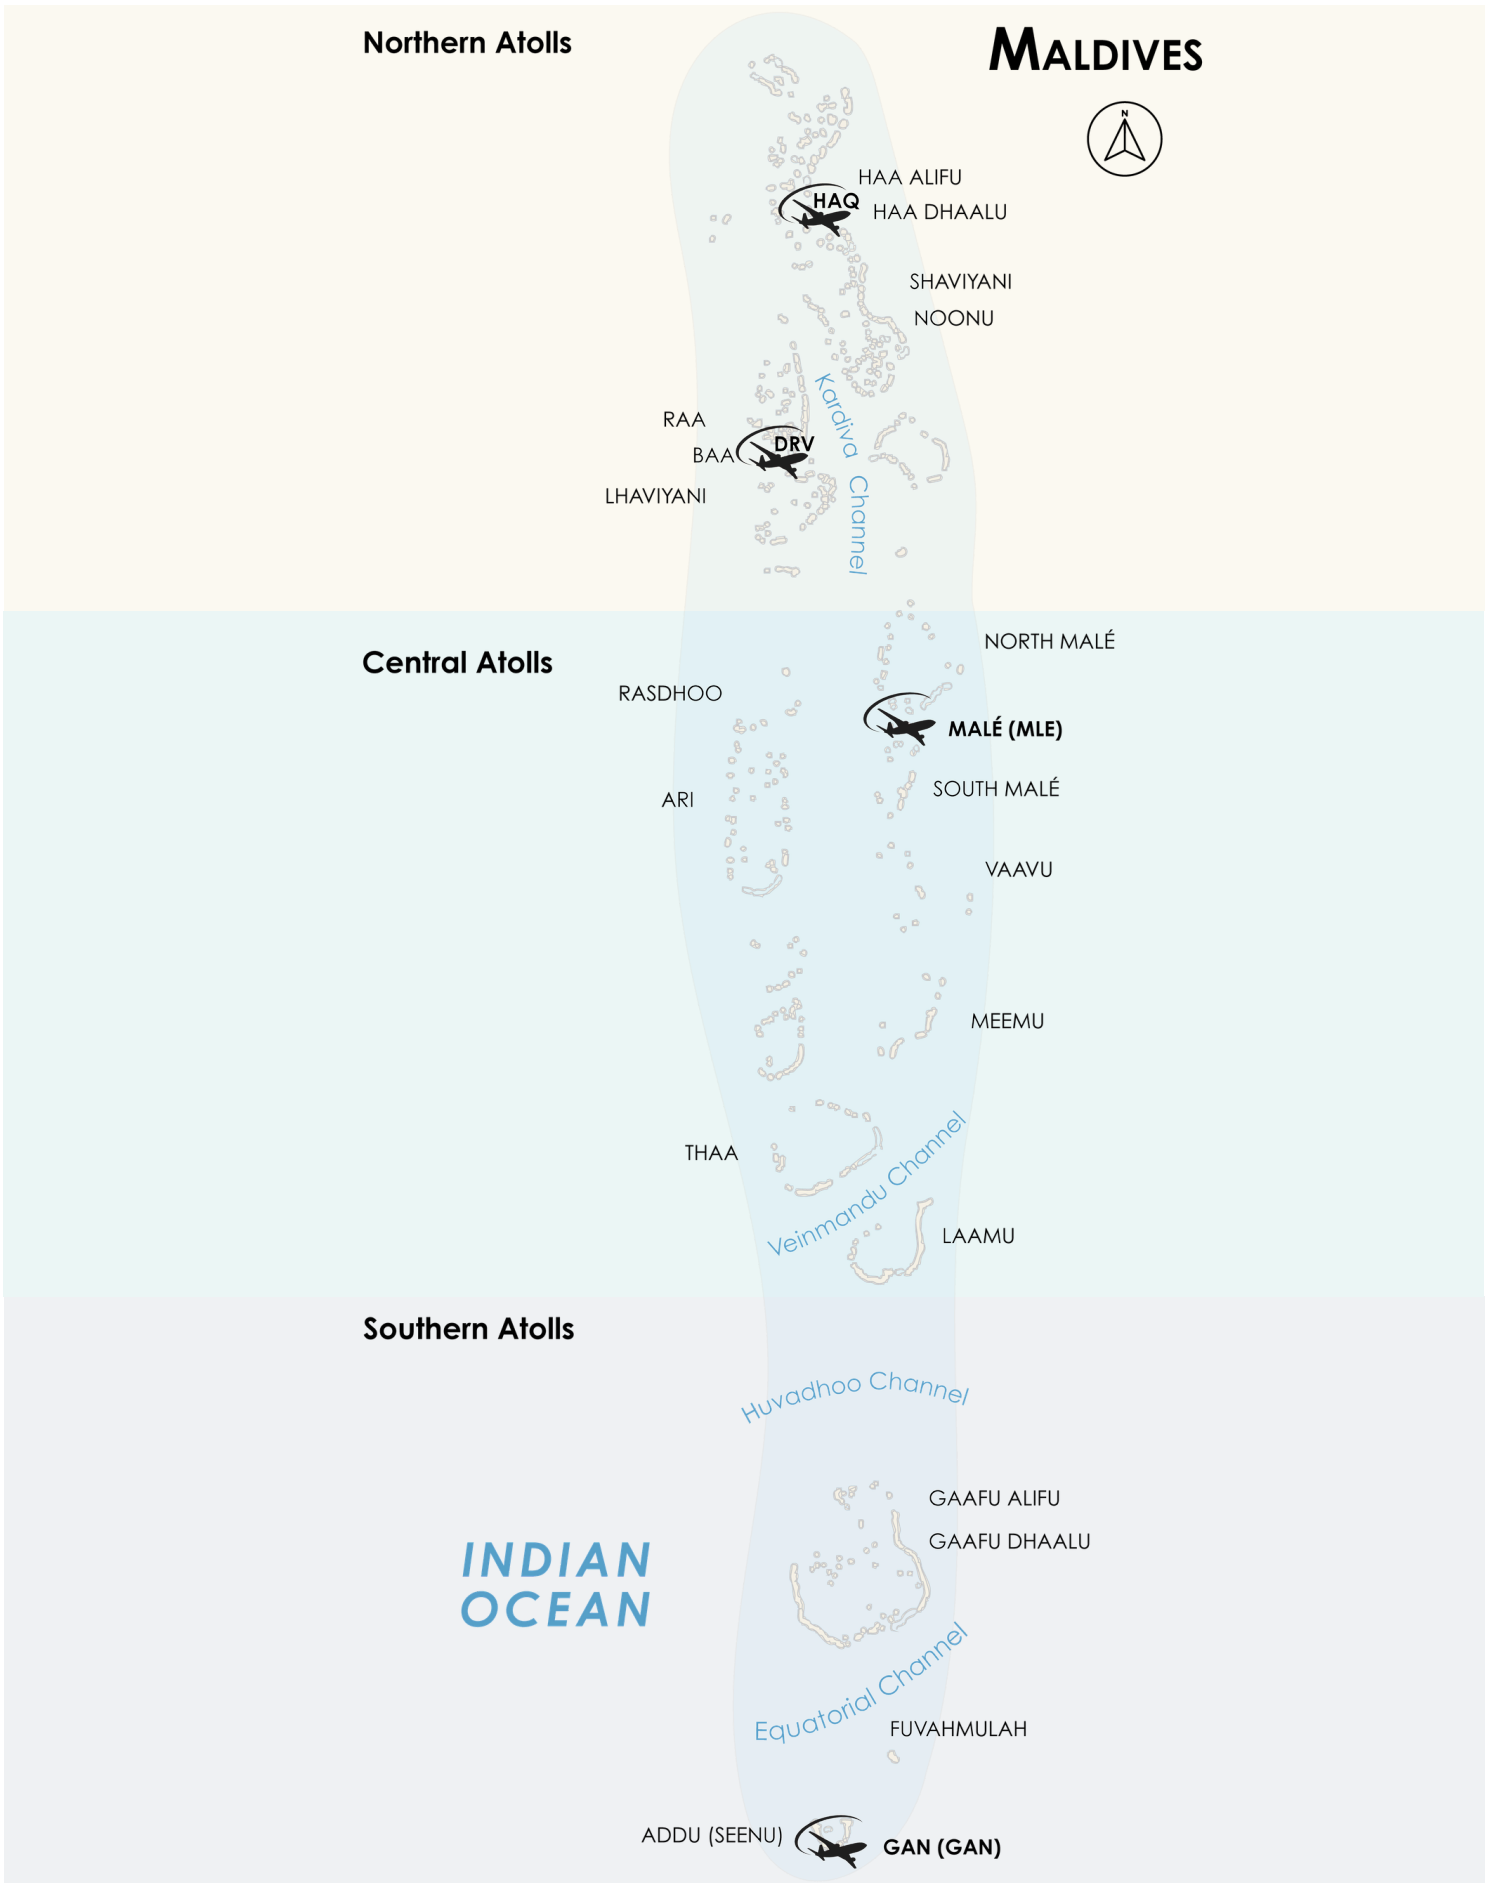 Northern Atolls
MALDIVES
N
HAA ALIFU
HAQ
HAA DHAALU
SHAVIYANI
NOONU
Kardiva Channel
RAA
DRV
BAA
LHAVIYANI
Central Atolls
NORTH MALÉ
RASDHOO
MALÉ (MLE)
SOUTH MALÉ
ARI
VAAVU
MEEMU
THAA
Veinmandu Channel
LAAMU
Southern Atolls
Huvadhoo Channel
GAAFU ALIFU
GAAFU DHAALU
INDIAN
OCEAN
Equatorial Channel
FUVAHMULAH
ADDU (SEENU)
GAN (GAN)